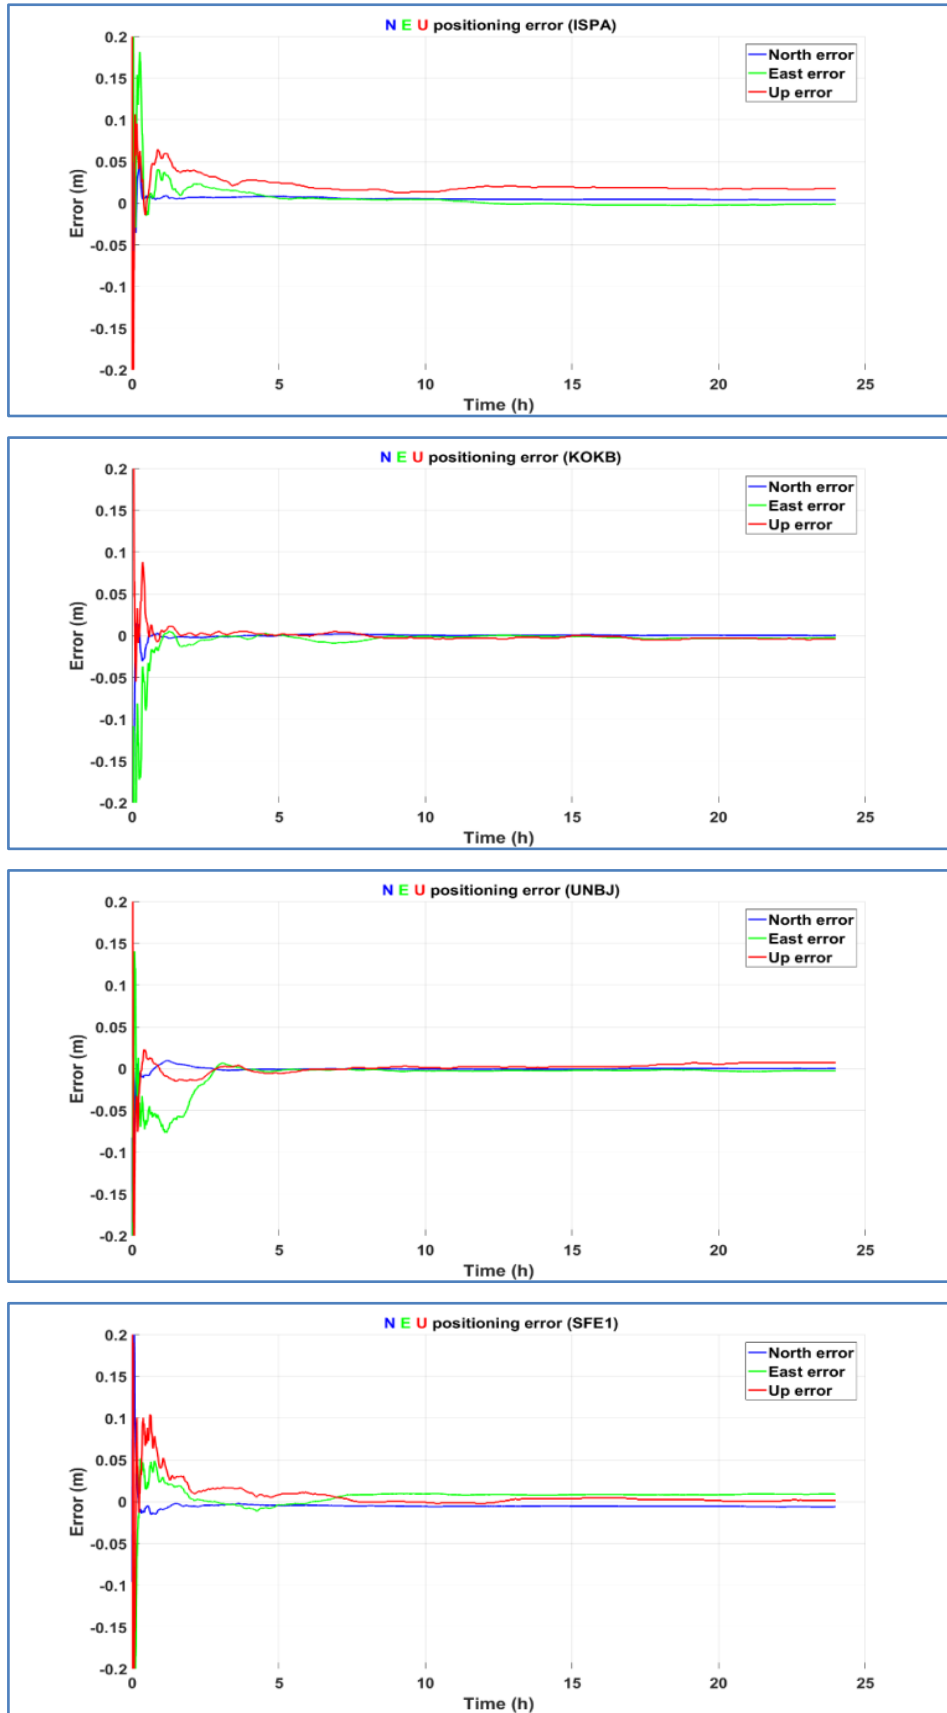 N E U positioning error (ISPA)
0.2
0.15
0.1
0.05
0
-0.05
-0.1
-0.15
-0.2
Error (m)
North error
East error
Up error
0 5 10 15 20 25
Time (h)
N E U positioning error (KOKB)
0.2
0.15
0.1
0.05
0
-0.05
-0.1
-0.15
-0.2
Error (m)
North error
East error
Up error
0 5 10 15 20 25
Time (h)
N E U positioning error (UNBJ)
0.2
0.15
0.1
0.05
0
-0.05
-0.1
-0.15
-0.2
Error (m)
North error
East error
Up error
0 5 10 15 20 25
Time (h)
N E U positioning error (SFE1)
0.2
0.15
0.1
0.05
0
-0.05
-0.1
-0.15
-0.2
Error (m)
North error
East error
Up error
0 5 10 15 20 25
Time (h)